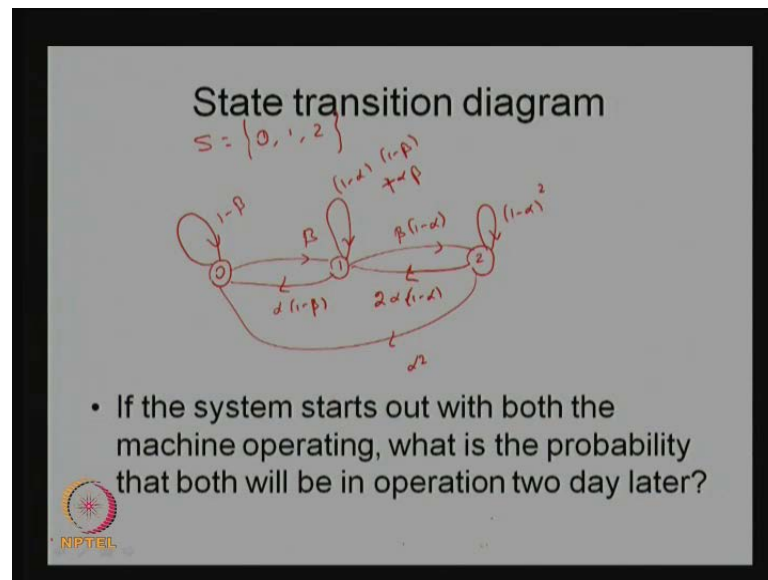 State transition diagram
S = {0, 1, 2}
(1-α) (1-β)
+αβ
1-β
β
β(1-α)
(1-α)²
0
1
2
α(1-β)
2α(1-α)
α²
• If the system starts out with both the
machine operating, what is the probability
that both will be in operation two day later?
NPTEL